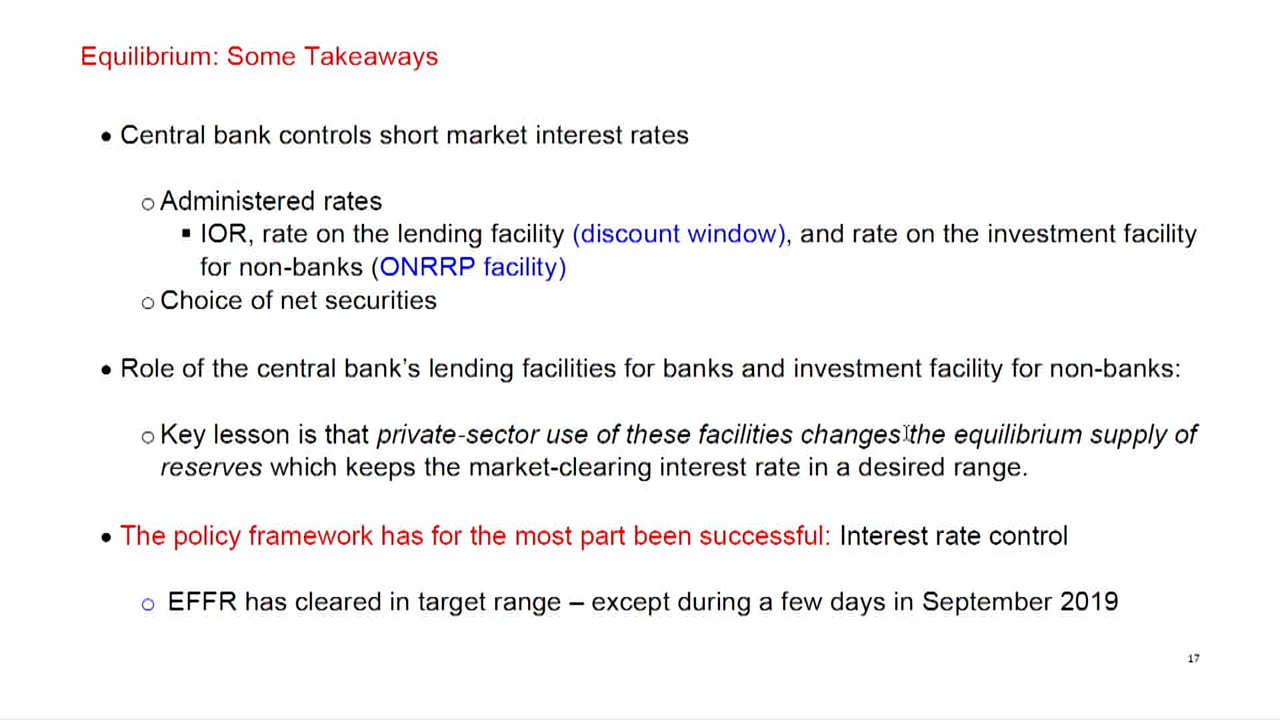 Equilibrium: Some Takeaways
• Central bank controls short market interest rates
o Administered rates
▪ IOR, rate on the lending facility (discount window), and rate on the investment facility
for non-banks (ONRRP facility)
o Choice of net securities
• Role of the central bank's lending facilities for banks and investment facility for non-banks:
o Key lesson is that private-sector use of these facilities changes the equilibrium supply of
reserves which keeps the market-clearing interest rate in a desired range.
• The policy framework has for the most part been successful: Interest rate control
o EFFR has cleared in target range – except during a few days in September 2019
17